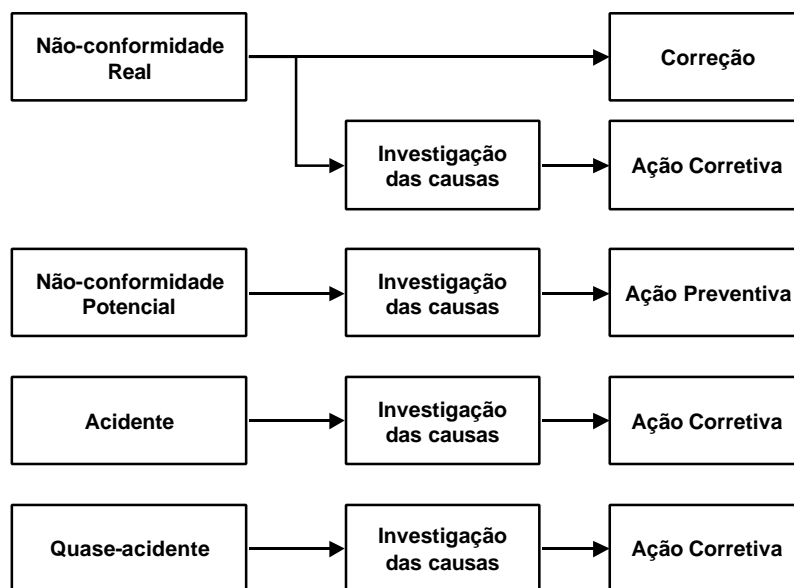 Não-conformidade
Real
Correção
Investigação
das causas
Ação Corretiva
Não-conformidade
Potencial
Investigação
das causas
Ação Preventiva
Acidente
Investigação
das causas
Ação Corretiva
Quase-acidente
Investigação
das causas
Ação Corretiva